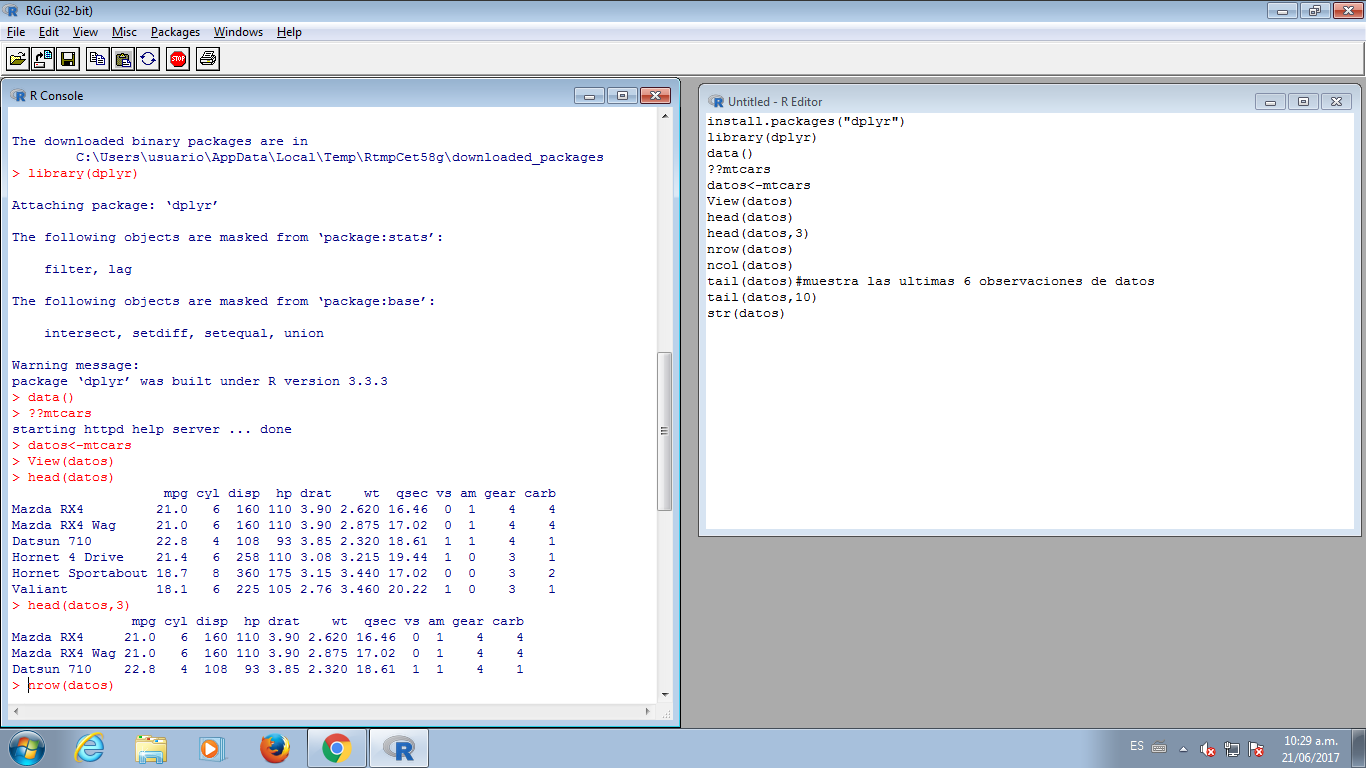 RGui (32-bit)
File Edit View Misc Packages Windows Help
STOP
R Console
The downloaded binary packages are in
        C:\Users\usuario\AppData\Local\Temp\RtmpCet58g\downloaded_packages
> library(dplyr)
Attaching package: ‘dplyr’
The following objects are masked from ‘package:stats’:
    filter, lag
The following objects are masked from ‘package:base’:
    intersect, setdiff, setequal, union
Warning message:
package ‘dplyr’ was built under R version 3.3.3
> data()
> ??mtcars
starting httpd help server ... done
> datos<-mtcars
> View(datos)
> head(datos)
                   mpg cyl disp  hp drat    wt  qsec vs am gear carb
Mazda RX4         21.0   6  160 110 3.90 2.620 16.46  0  1    4    4
Mazda RX4 Wag     21.0   6  160 110 3.90 2.875 17.02  0  1    4    4
Datsun 710        22.8   4  108  93 3.85 2.320 18.61  1  1    4    1
Hornet 4 Drive    21.4   6  258 110 3.08 3.215 19.44  1  0    3    1
Hornet Sportabout 18.7   8  360 175 3.15 3.440 17.02  0  0    3    2
Valiant           18.1   6  225 105 2.76 3.460 20.22  1  0    3    1
> head(datos,3)
               mpg cyl disp  hp drat    wt  qsec vs am gear carb
Mazda RX4     21.0   6  160 110 3.90 2.620 16.46  0  1    4    4
Mazda RX4 Wag 21.0   6  160 110 3.90 2.875 17.02  0  1    4    4
Datsun 710    22.8   4  108  93 3.85 2.320 18.61  1  1    4    1
> nrow(datos)
Untitled - R Editor
install.packages("dplyr")
library(dplyr)
data()
??mtcars
datos<-mtcars
View(datos)
head(datos)
head(datos,3)
nrow(datos)
ncol(datos)
tail(datos)#muestra las ultimas 6 observaciones de datos
tail(datos,10)
str(datos)
ES
10:29 a.m.
21/06/2017